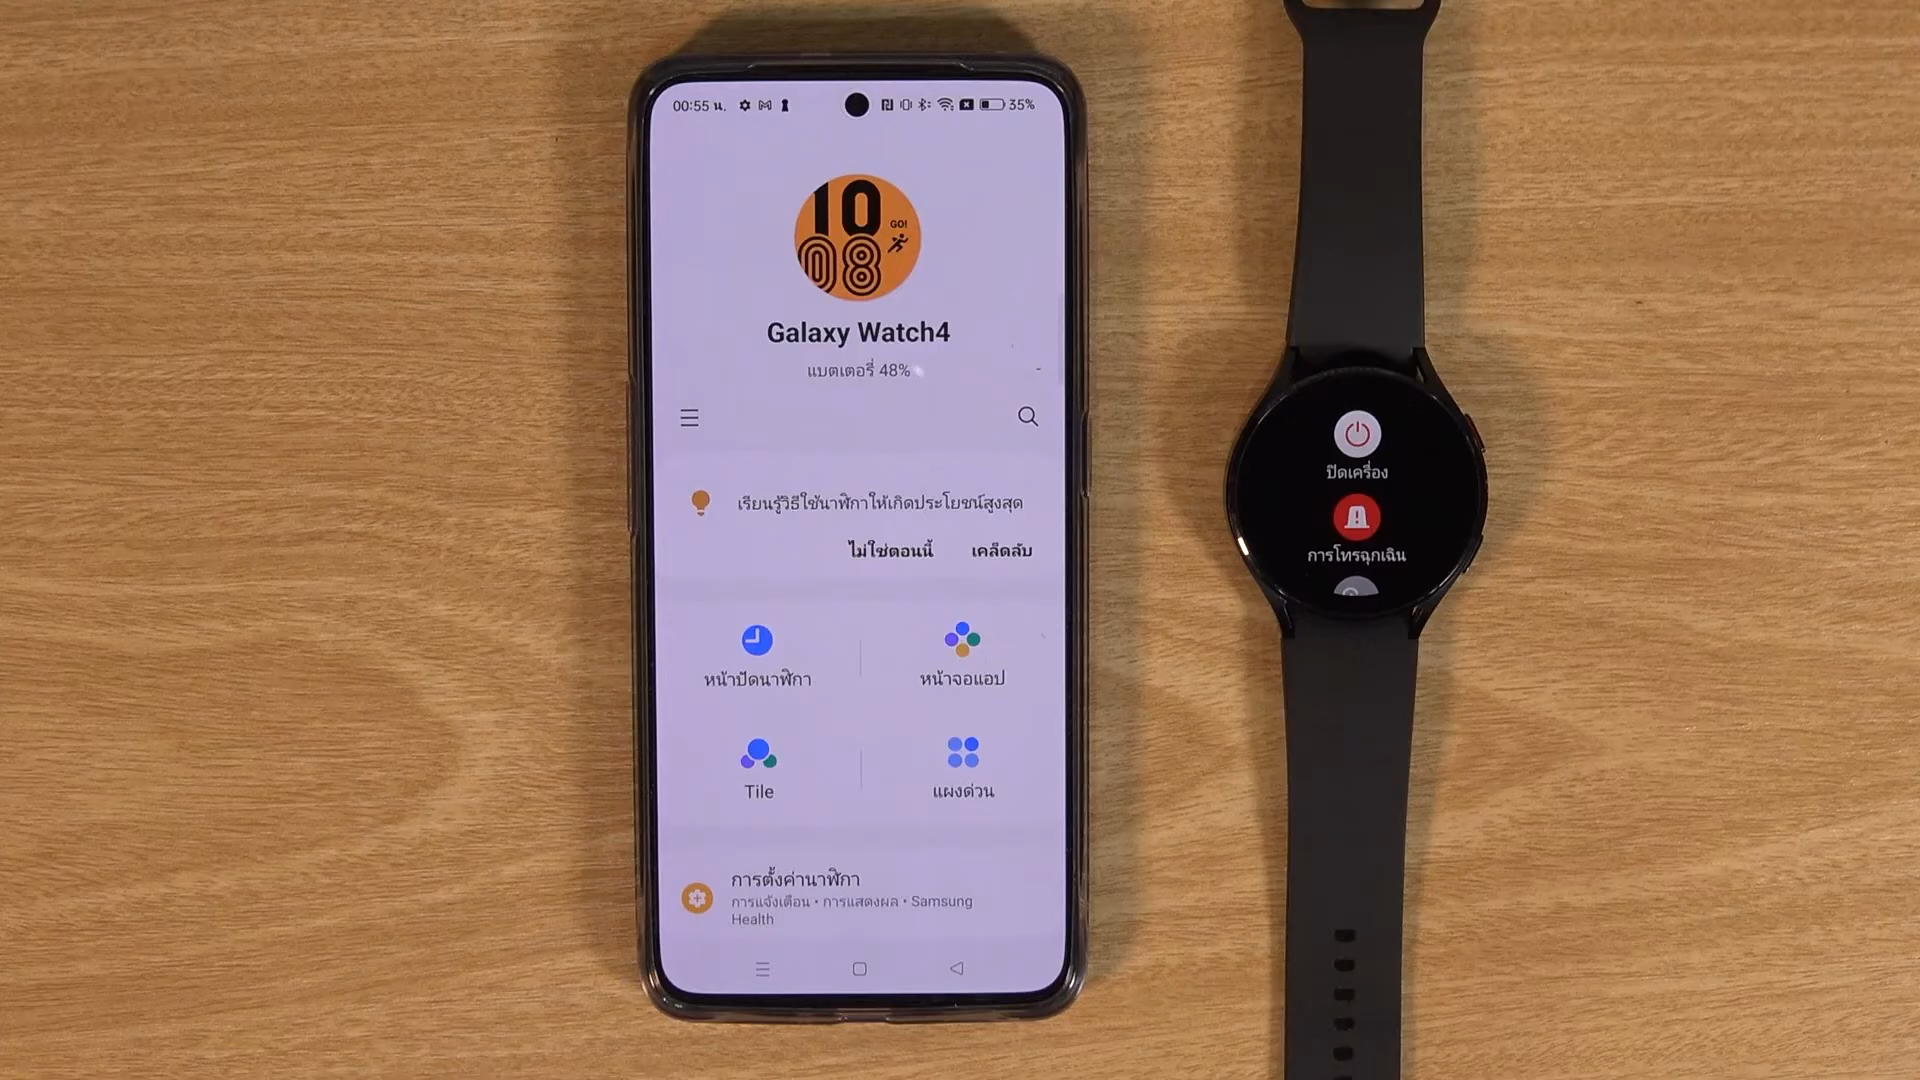 00:55 น.
35%
10
08
GO!
Galaxy Watch4
แบตเตอรี่ 48%
เรียนรู้วิธีใช้นาฬิกาให้เกิดประโยชน์สูงสุด
ไม่ใช่ตอนนี้
เคล็ดลับ
หน้าปัดนาฬิกา
หน้าจอแอป
Tile
แผงด่วน
การตั้งค่านาฬิกา
การแจ้งเตือน • การแสดงผล • Samsung
Health
ปิดเครื่อง
การโทรฉุกเฉิน